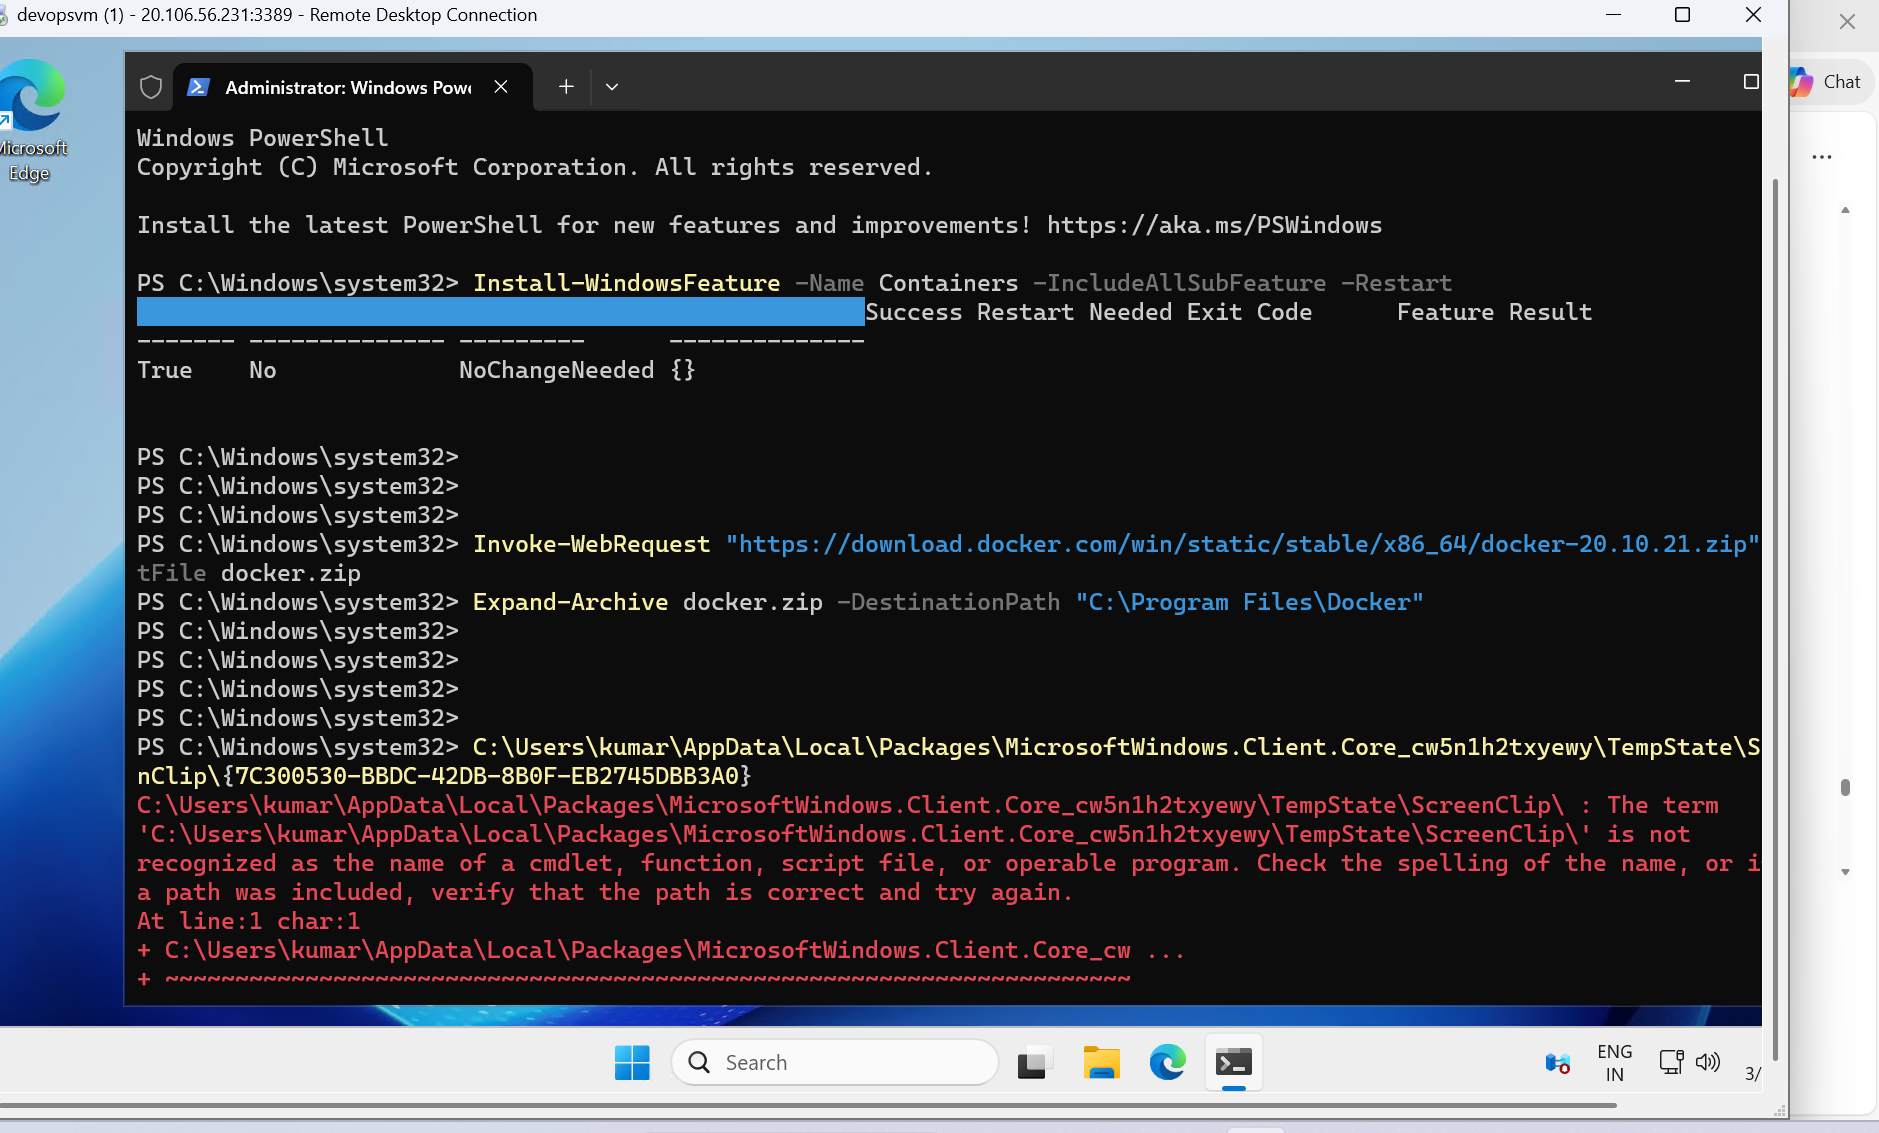 devopsvm (1) - 20.106.56.231:3389 - Remote Desktop Connection
Chat
Microsoft
Edge
Administrator: Windows Powe
Windows PowerShell
Copyright (C) Microsoft Corporation. All rights reserved.
Install the latest PowerShell for new features and improvements! https://aka.ms/PSWindows
PS C:\Windows\system32> Install-WindowsFeature -Name Containers -IncludeAllSubFeature -Restart
Success Restart Needed Exit Code      Feature Result
------- -------------- ---------      --------------
True    No             NoChangeNeeded {}
PS C:\Windows\system32>
PS C:\Windows\system32>
PS C:\Windows\system32>
PS C:\Windows\system32> Invoke-WebRequest "https://download.docker.com/win/static/stable/x86_64/docker-20.10.21.zip"
tFile docker.zip
PS C:\Windows\system32> Expand-Archive docker.zip -DestinationPath "C:\Program Files\Docker"
PS C:\Windows\system32>
PS C:\Windows\system32>
PS C:\Windows\system32>
PS C:\Windows\system32>
PS C:\Windows\system32> C:\Users\kumar\AppData\Local\Packages\MicrosoftWindows.Client.Core_cw5n1h2txyewy\TempState\S
nClip\{7C300530-BBDC-42DB-8B0F-EB2745DBB3A0}
C:\Users\kumar\AppData\Local\Packages\MicrosoftWindows.Client.Core_cw5n1h2txyewy\TempState\ScreenClip\ : The term
'C:\Users\kumar\AppData\Local\Packages\MicrosoftWindows.Client.Core_cw5n1h2txyewy\TempState\ScreenClip\' is not
recognized as the name of a cmdlet, function, script file, or operable program. Check the spelling of the name, or i
a path was included, verify that the path is correct and try again.
At line:1 char:1
+ C:\Users\kumar\AppData\Local\Packages\MicrosoftWindows.Client.Core_cw ...
+ ~~~~~~~~~~~~~~~~~~~~~~~~~~~~~~~~~~~~~~~~~~~~~~~~~~~~~~~~~~~~~~~~~~~~~
Search
ENG
IN
3/